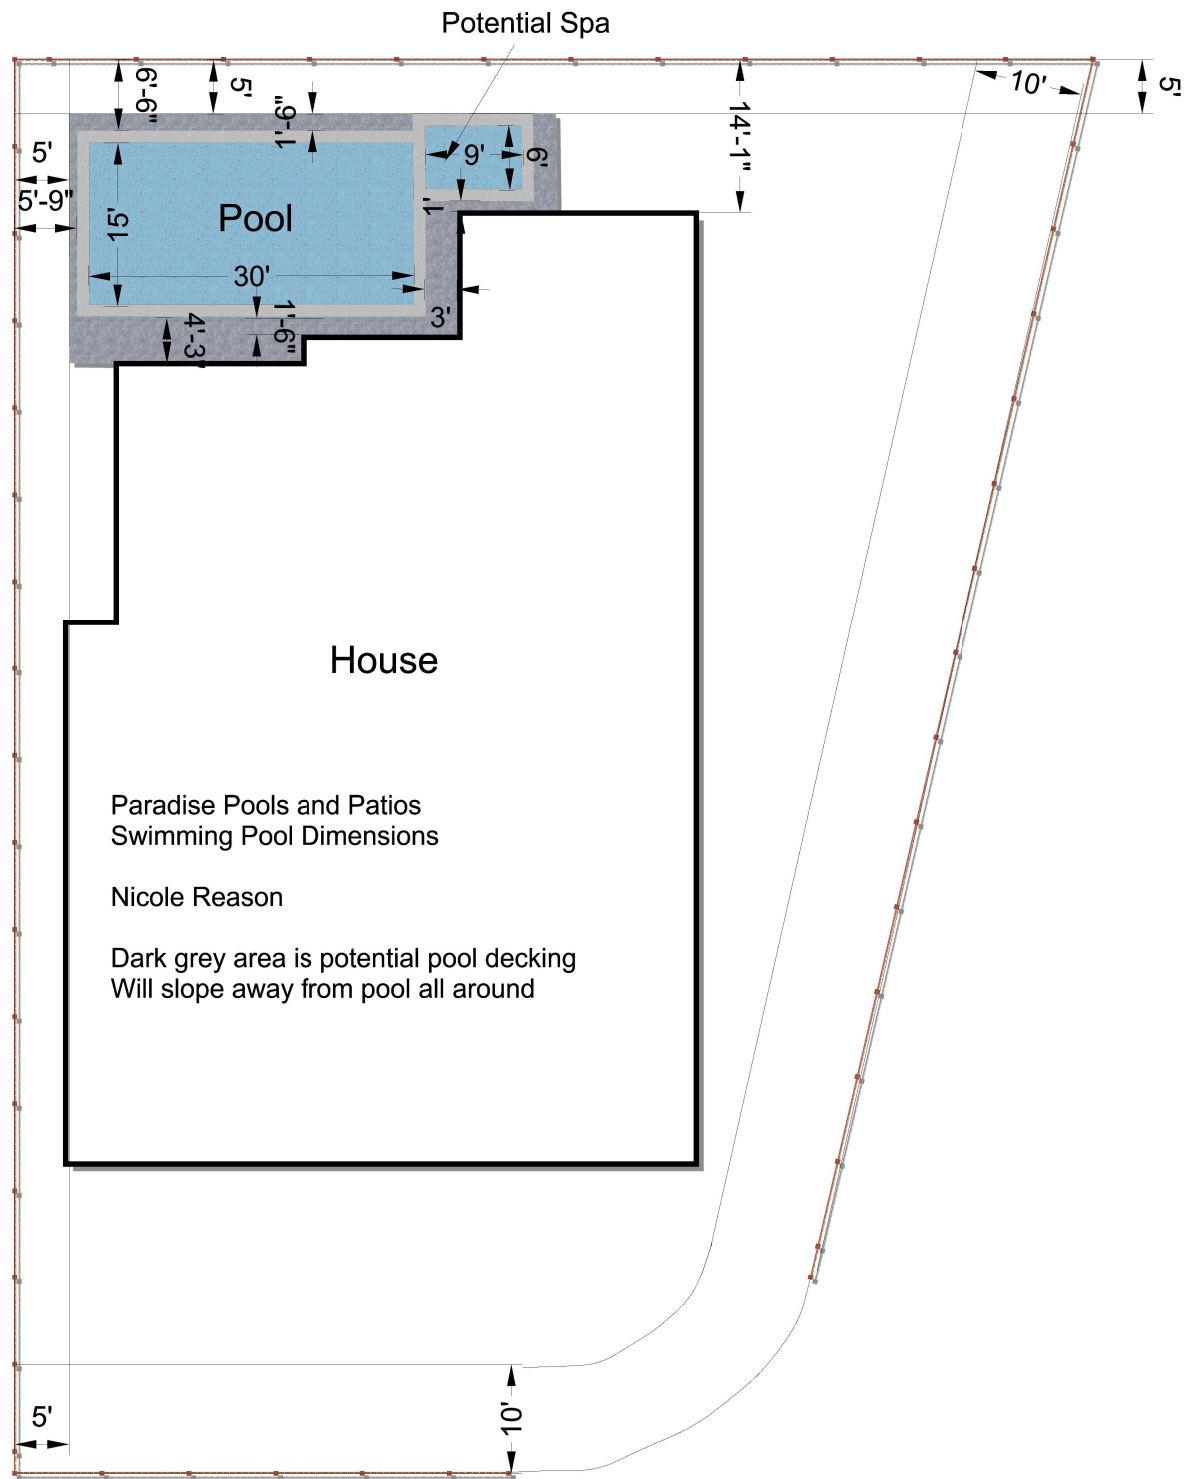 Potential Spa
6'-6"
5'
1'-9"
14'-1"
10'
5'
5'
5'-9"
9'
6'
1'
Pool
15'
30'
3'
1'-6"
4'-3"
House
Paradise Pools and Patios
Swimming Pool Dimensions
Nicole Reason
Dark grey area is potential pool decking
Will slope away from pool all around
5'
10'